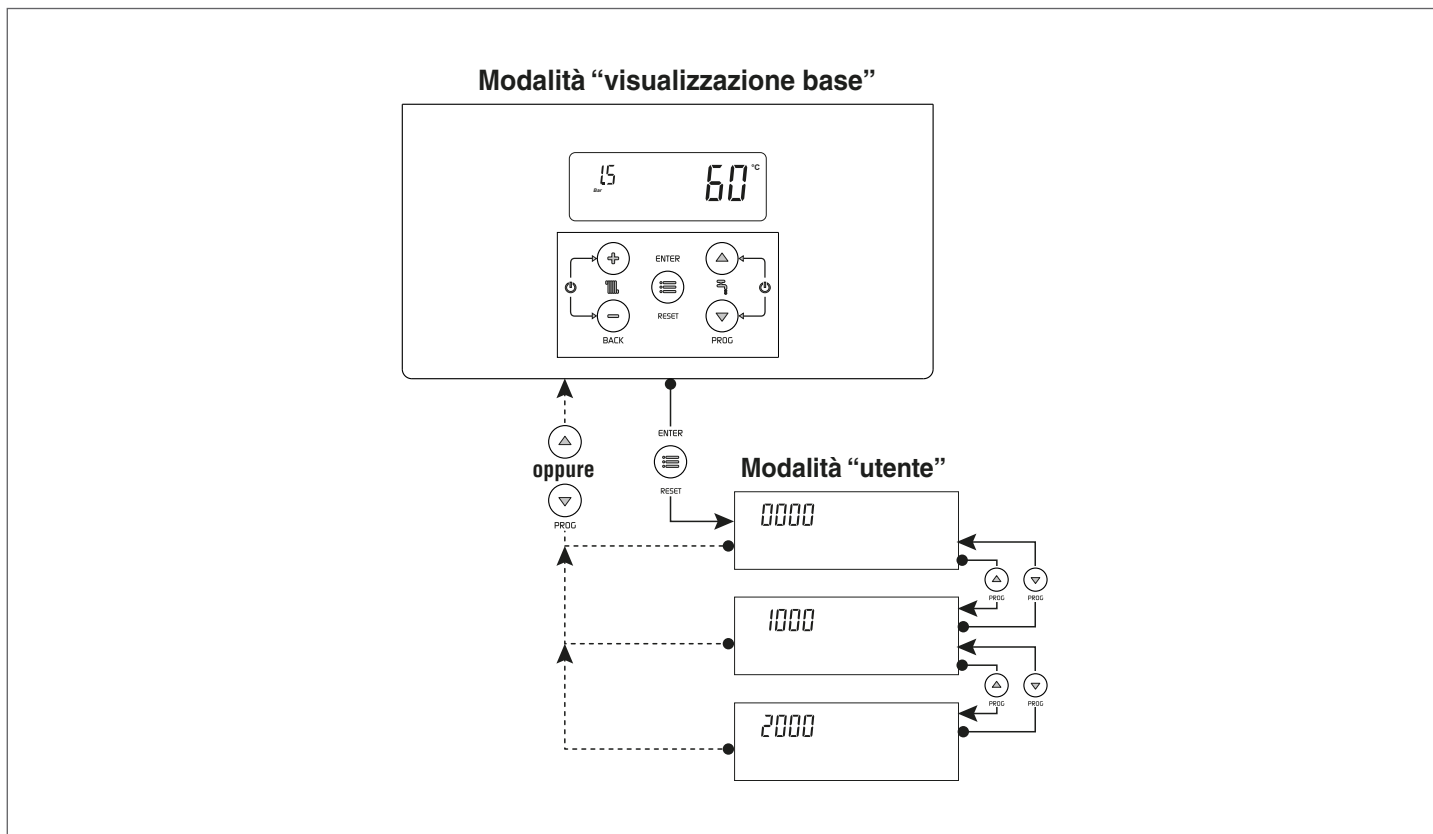 Modalità “visualizzazione base”
1.5
Bar
60 °C
ENTER
RESET
BACK
PROG
ENTER
RESET
oppure
PROG
Modalità “utente”
0000
PROG PROG
1000
PROG PROG
2000